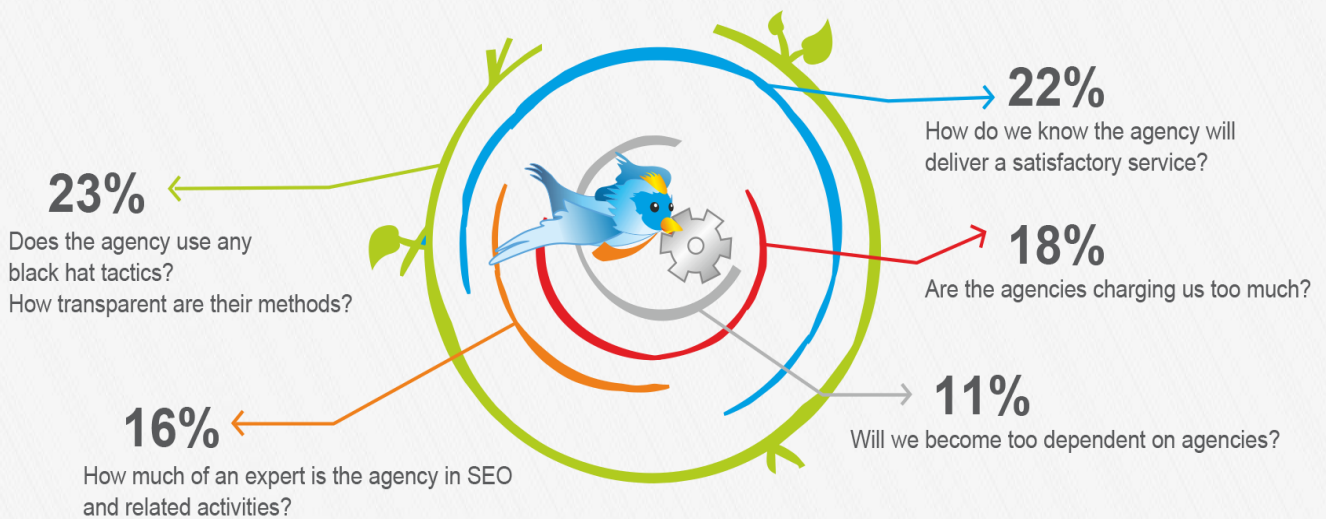 23%
Does the agency use any
black hat tactics?
How transparent are their methods?
16%
How much of an expert is the agency in SEO
and related activities?
22%
How do we know the agency will
deliver a satisfactory service?
18%
Are the agencies charging us too much?
11%
Will we become too dependent on agencies?